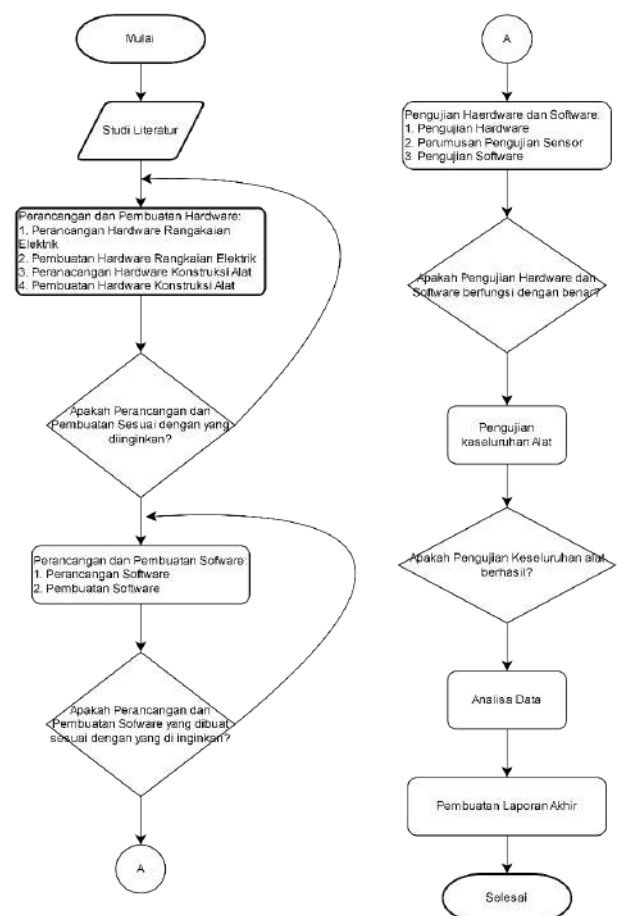 Mulai
Studi Literatur
Perancangan dan Pembuatan Hardware:
1. Perancangan Hardware Rangakaian
Elektrik
2. Pembuatan Hardware Rangkaian Elektrik
3. Peranacangan Hardware Konstruksi Alat
4. Pembuatan Hardware Konstruksi Alat
Apakah Perancangan dan
Pembuatan Sesuai dengan yang
diinginkan?
Perancangan dan Pembuatan Sofware:
1. Perancangan Software
2. Pembuatan Software
Apakah Perancangan dan
Pembuatan Sofware yang dibuat
sesuai dengan yang di inginkan?
A
A
Pengujian Haerdware dan Software:
1. Pengujian Hardware
2. Perumusan Pengujian Sensor
3. Pengujian Software
Apakah Pengujian Hardware dan
Software berfungsi dengan benar?
Pengujian
keseluruhan Alat
Apakah Pengujian Keseluruhan alat
berhasil?
Analisa Data
Pembuatan Laporan Akhir
Selesai